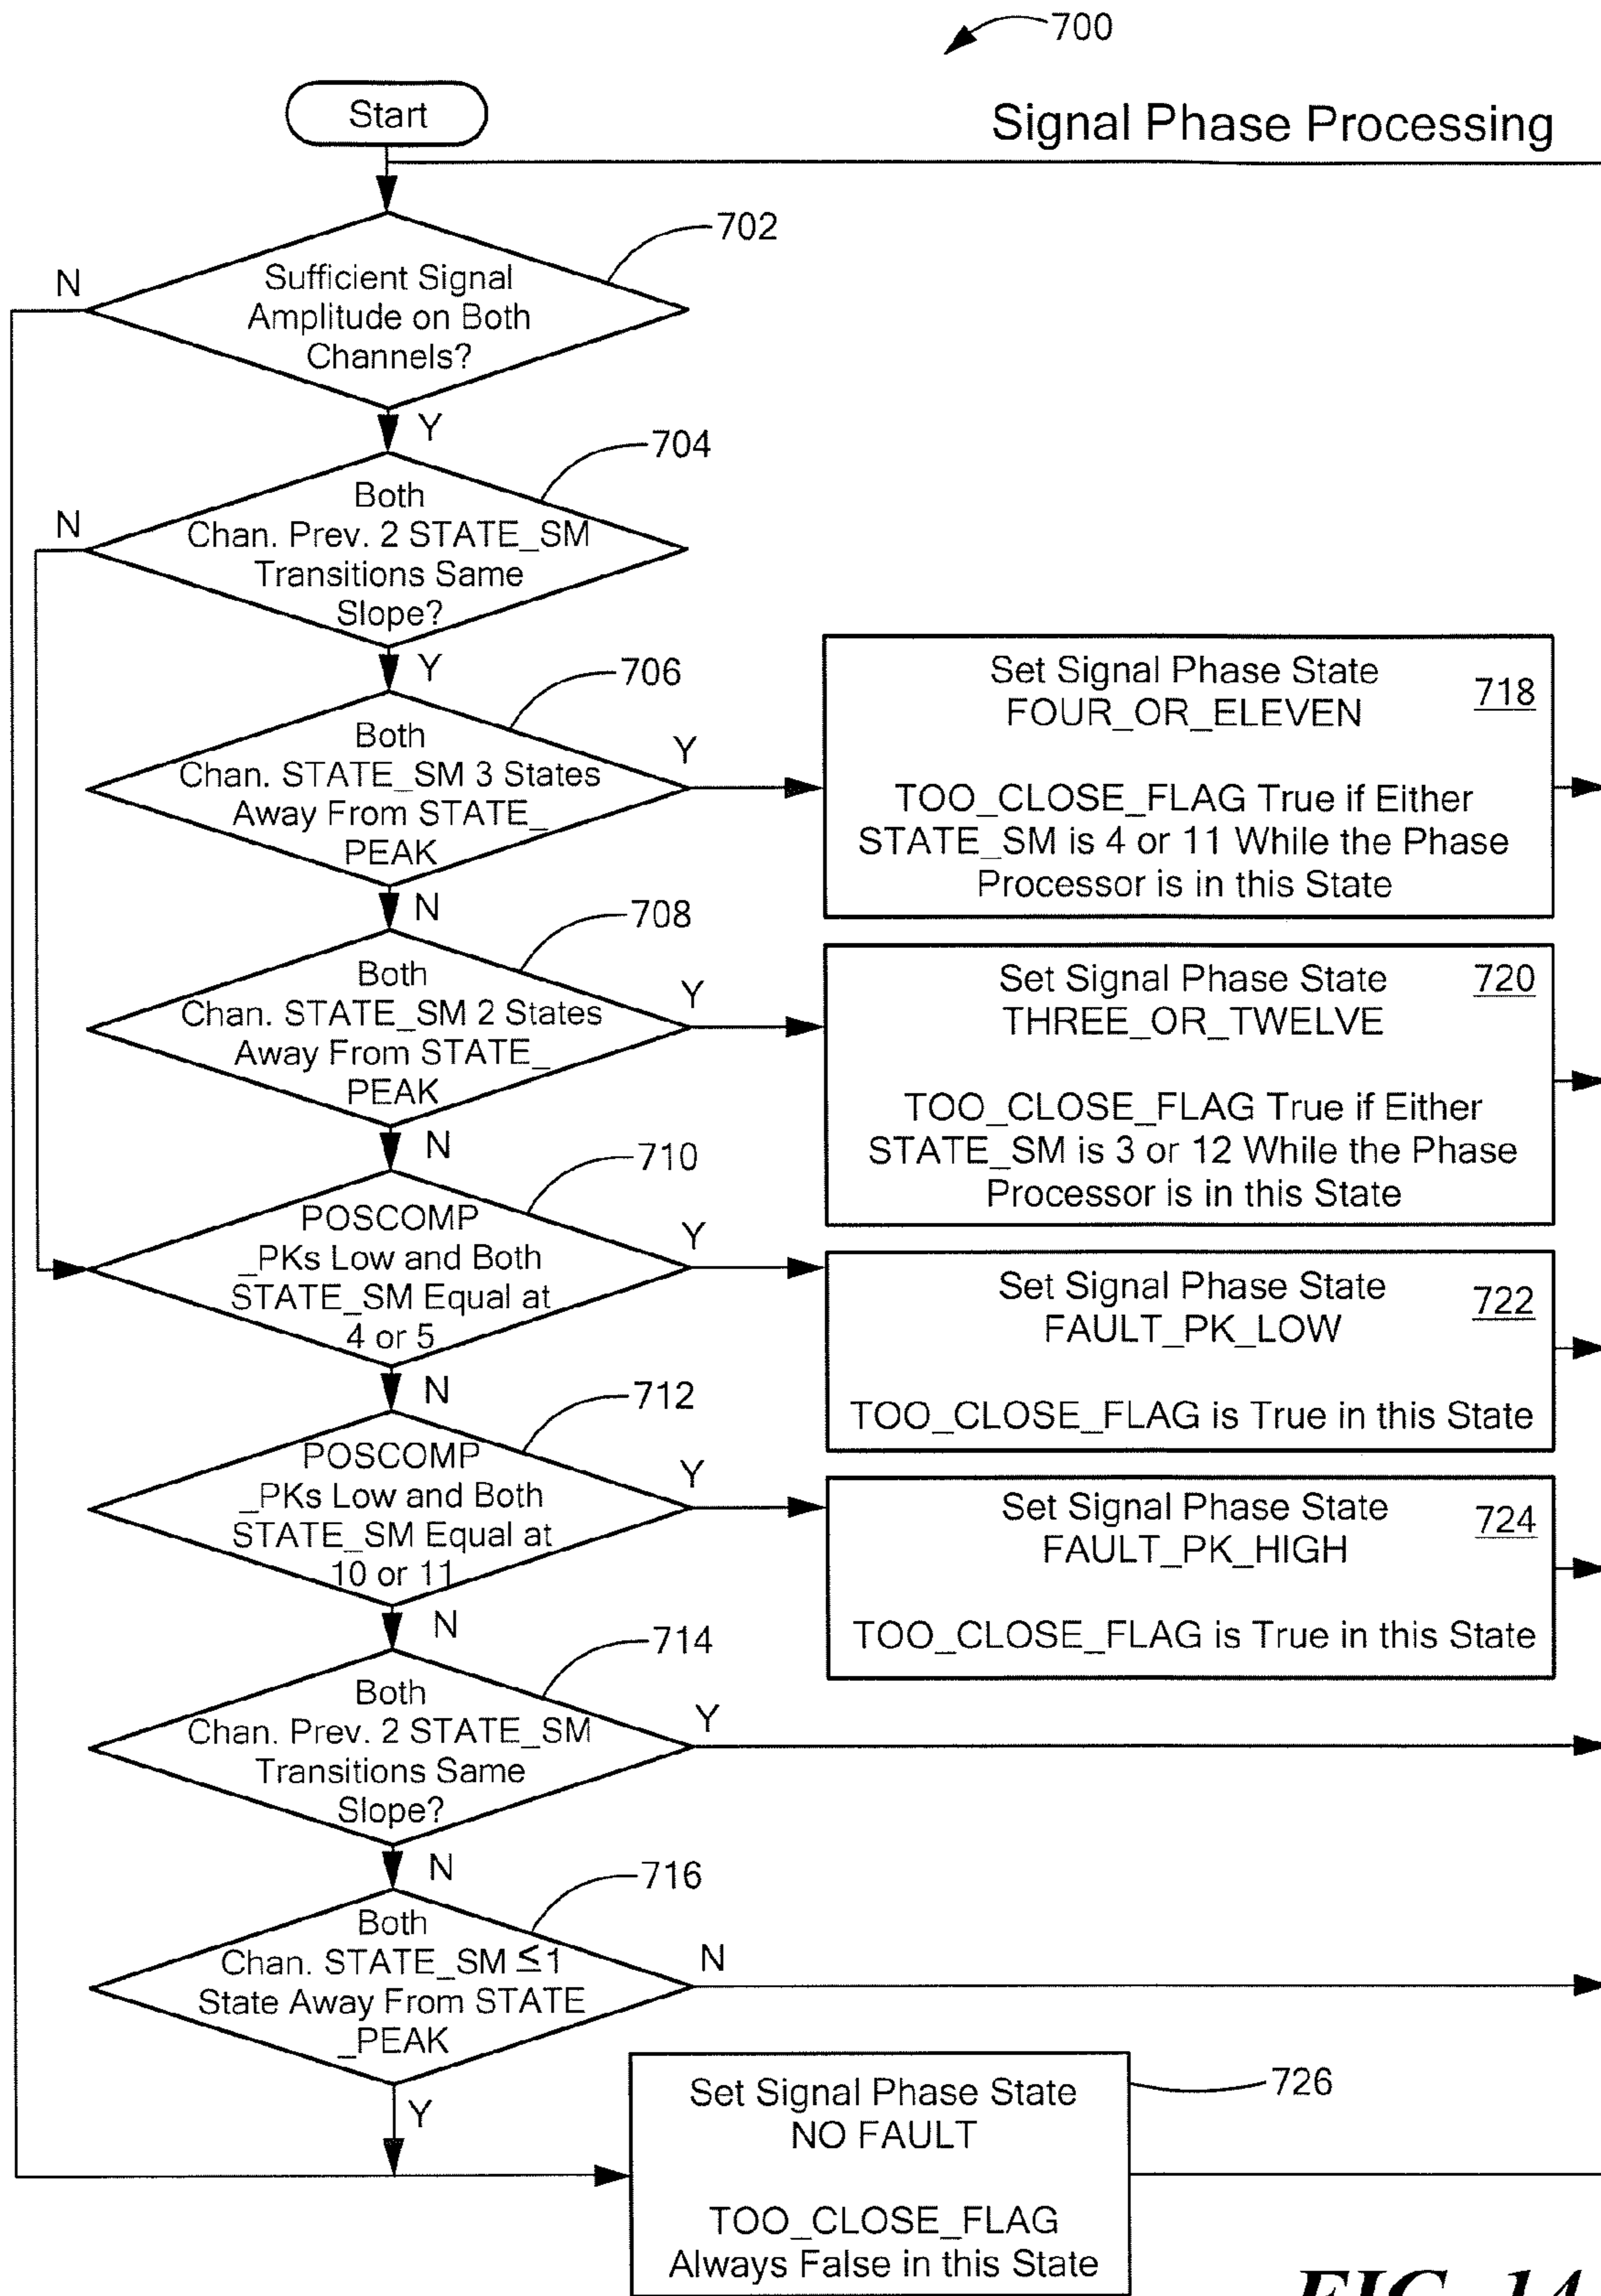 700
Start
Signal Phase Processing
702
N
Sufficient Signal
Amplitude on Both
Channels?
Y
704
N
Both
Chan. Prev. 2 STATE_SM
Transitions Same
Slope?
Y
706
Both
Chan. STATE_SM 3 States
Away From STATE_
PEAK
Y
N
Set Signal Phase State
718
FOUR_OR_ELEVEN
TOO_CLOSE_FLAG True if Either
STATE_SM is 4 or 11 While the Phase
Processor is in this State
708
Both
Chan. STATE_SM 2 States
Away From STATE_
PEAK
Y
N
Set Signal Phase State
720
THREE_OR_TWELVE
TOO_CLOSE_FLAG True if Either
STATE_SM is 3 or 12 While the Phase
Processor is in this State
710
POSCOMP
_PKs Low and Both
STATE_SM Equal at
4 or 5
Y
N
Set Signal Phase State
722
FAULT_PK_LOW
TOO_CLOSE_FLAG is True in this State
712
POSCOMP
_PKs Low and Both
STATE_SM Equal at
10 or 11
Y
N
Set Signal Phase State
724
FAULT_PK_HIGH
TOO_CLOSE_FLAG is True in this State
714
Both
Chan. Prev. 2 STATE_SM
Transitions Same
Slope?
Y
N
716
Both
Chan. STATE_SM ≤1
State Away From STATE
_PEAK
N
Y
Set Signal Phase State
NO FAULT
TOO_CLOSE_FLAG
Always False in this State
726
FIG. 14